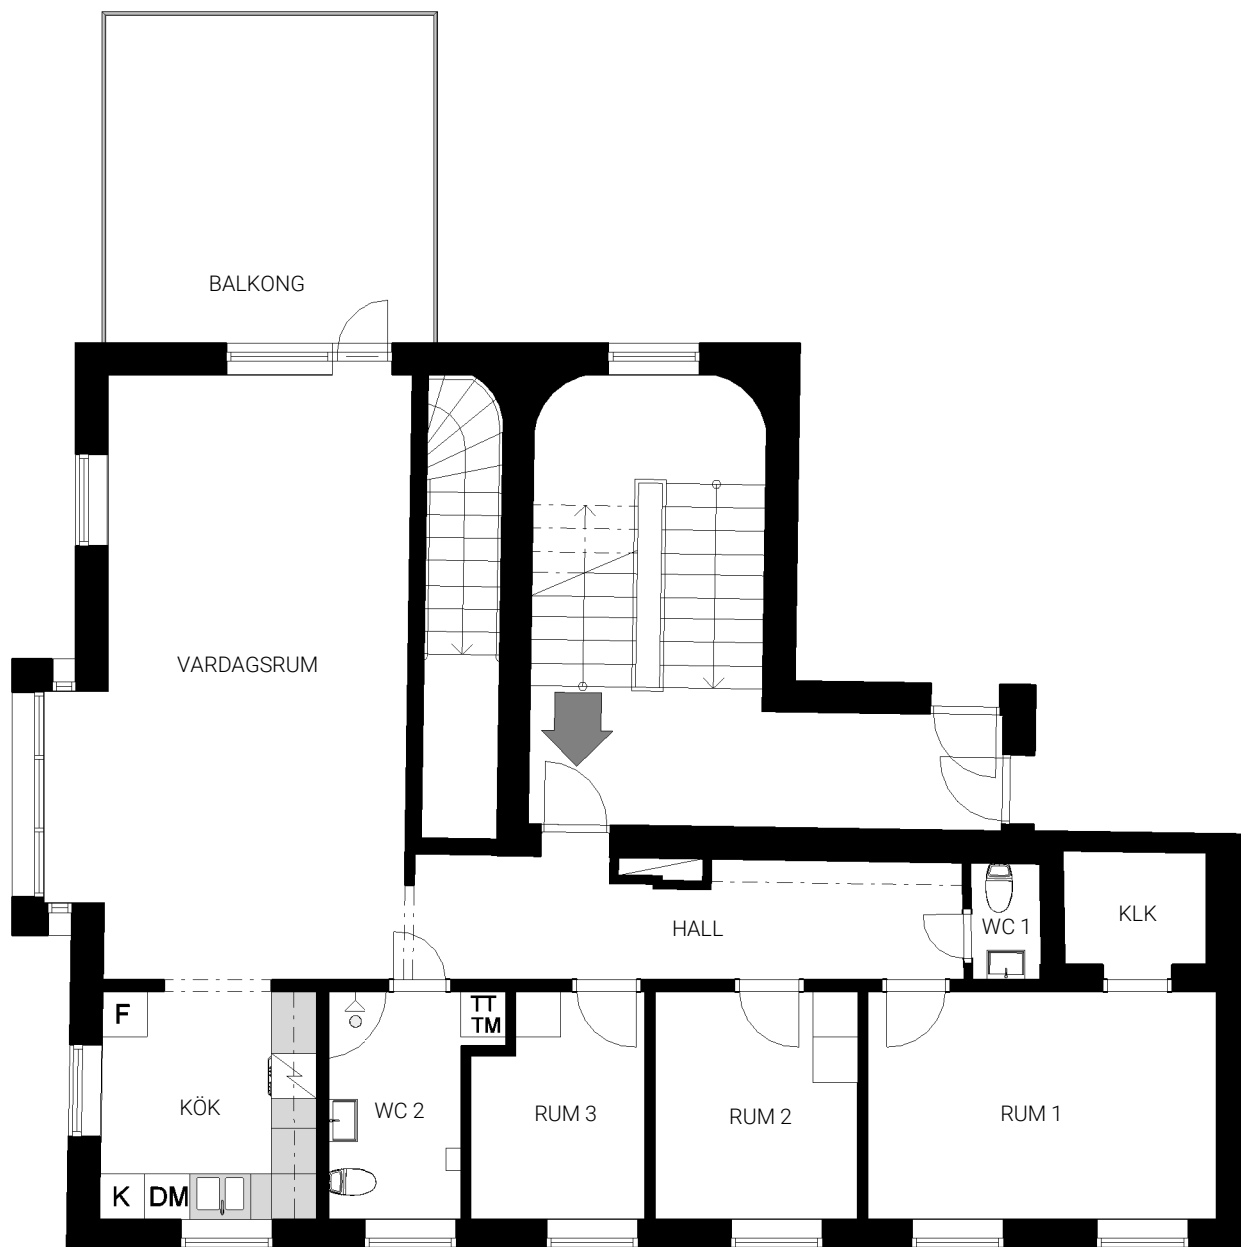 BALKONG
VARDAGSRUM
HALL
WC 1
KLK
F
TT
TM
KÖK
WC 2
RUM 3
RUM 2
RUM 1
K
DM